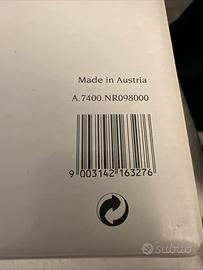 Made in Austria
A.7400.NR098000
9 003142 163276
subito